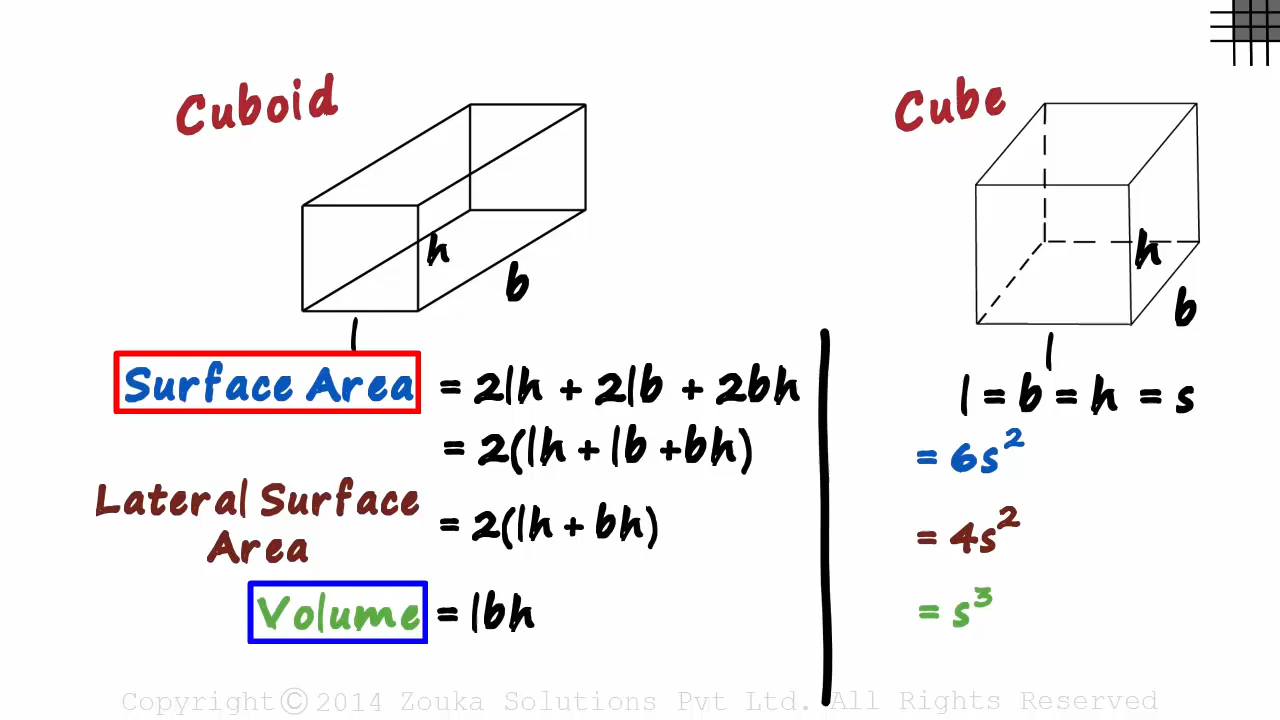 Cuboid
Cube
h
b
l
h
b
l
Surface Area = 2lh + 2lb + 2bh
= 2(lh + lb +bh)
Lateral Surface
Area
= 2(lh + bh)
Volume = lbh
l = b = h = s
= 6s²
= 4s²
= s³
Copyright© 2014 Zouka Solutions Pvt Ltd. All Rights Reserved